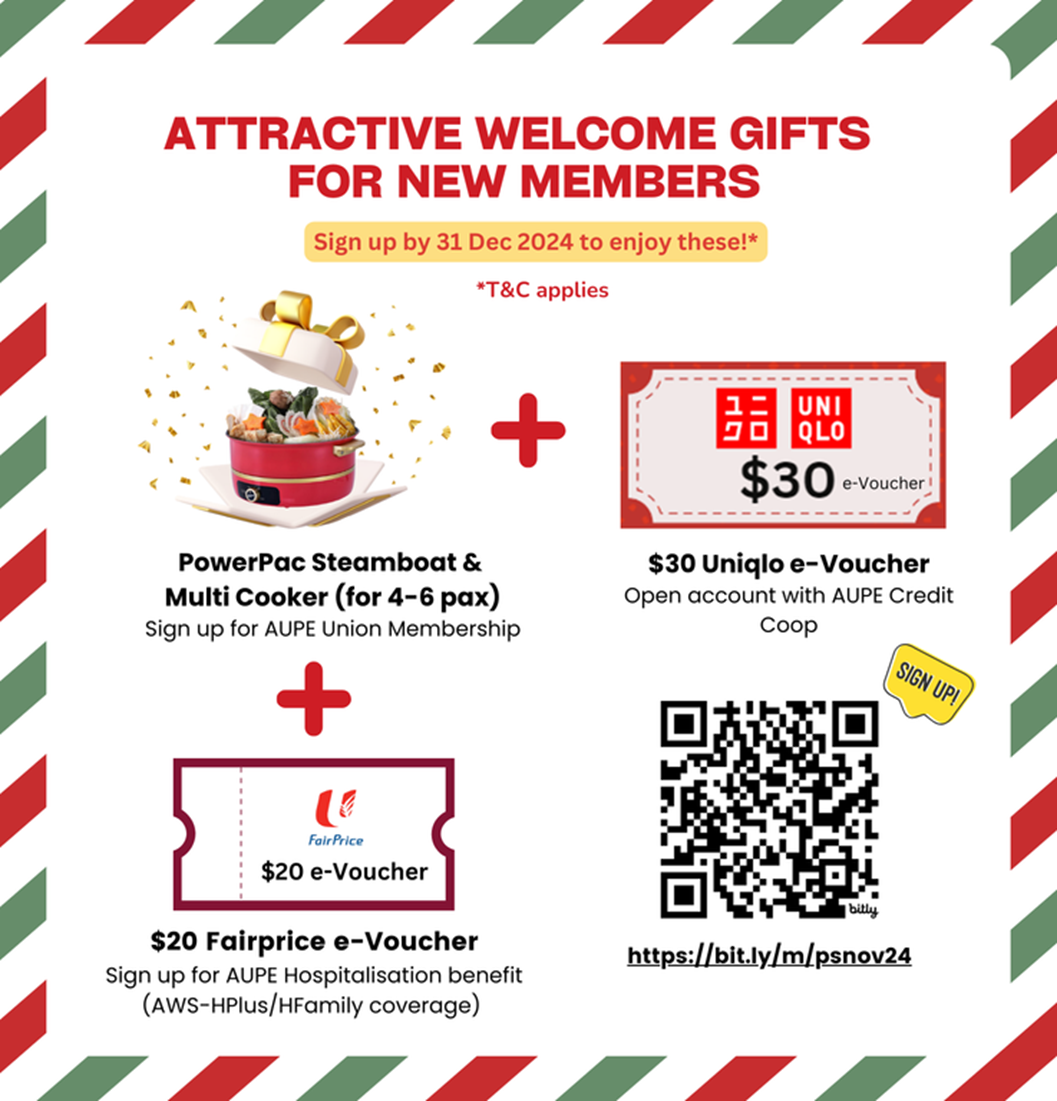 ATTRACTIVE WELCOME GIFTS
FOR NEW MEMBERS
Sign up by 31 Dec 2024 to enjoy these!*
*T&C applies
ユニ
クロ
UNI
QLO
$30 e-Voucher
PowerPac Steamboat &
Multi Cooker (for 4-6 pax)
Sign up for AUPE Union Membership
$30 Uniqlo e-Voucher
Open account with AUPE Credit
Coop
SIGN UP!
FairPrice
$20 e-Voucher
bitly
$20 Fairprice e-Voucher
Sign up for AUPE Hospitalisation benefit
(AWS-HPlus/HFamily coverage)
https://bit.ly/m/psnov24